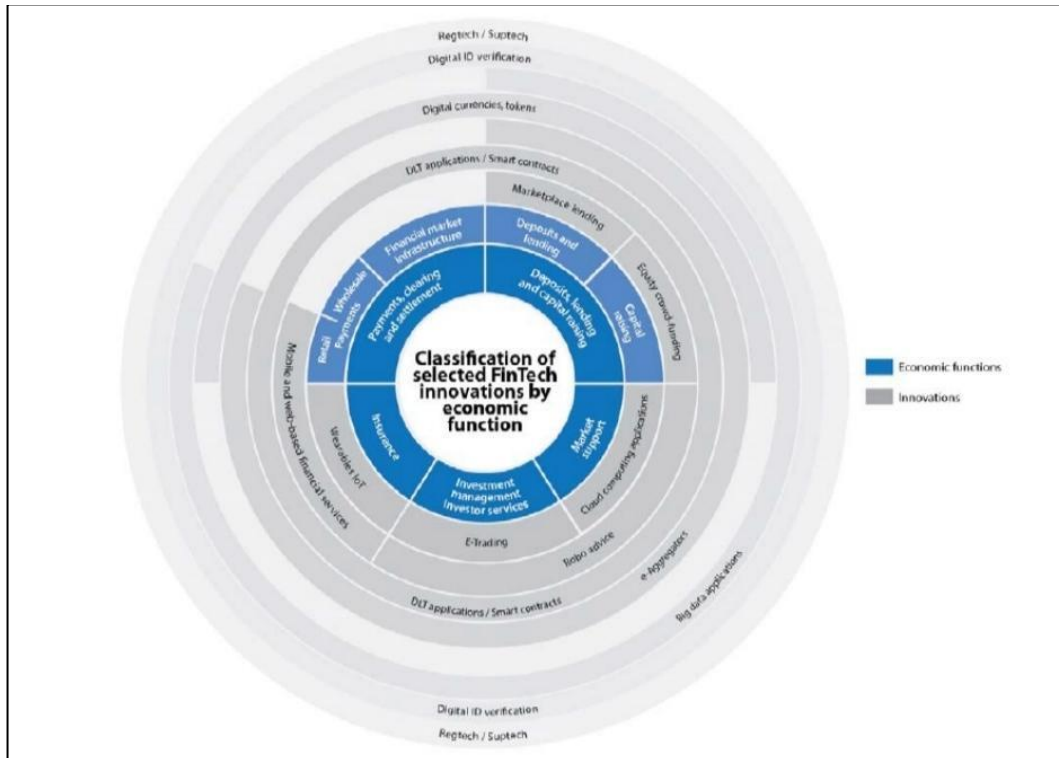 Regtech / Suptech
Digital ID verification
Digital currencies, tokens
DLT applications / Smart contracts
Marketplace lending
Financial market
infrastructure
Deposits and
lending
Wholesale
Retail
Payments
Payments, clearing
and settlement
Deposits, lending
and capital raising
Capital
raising
Equity crowd-funding
Classification of
selected FinTech
innovations by
economic
function
Economic functions
Innovations
Mobile and web-based financial services
Wearables IoT
Insurance
Market
support
Cloud computing applications
Investment
management
Investor services
E-Trading
Robo advice
e-Aggregators
Big data applications
DLT applications / Smart contracts
Digital ID verification
Regtech / Suptech